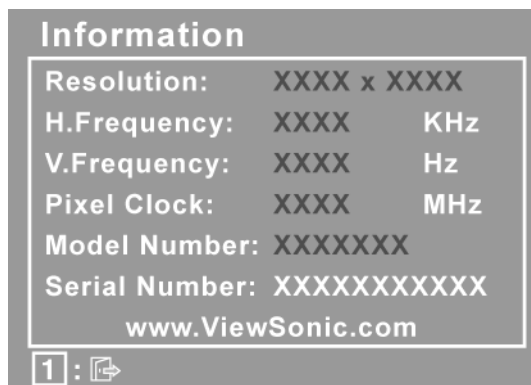 Information
Resolution: XXXX x XXXX
H.Frequency: XXXX KHz
V.Frequency: XXXX Hz
Pixel Clock: XXXX MHz
Model Number: XXXXXXX
Serial Number: XXXXXXXXXXX
www.ViewSonic.com
1 :